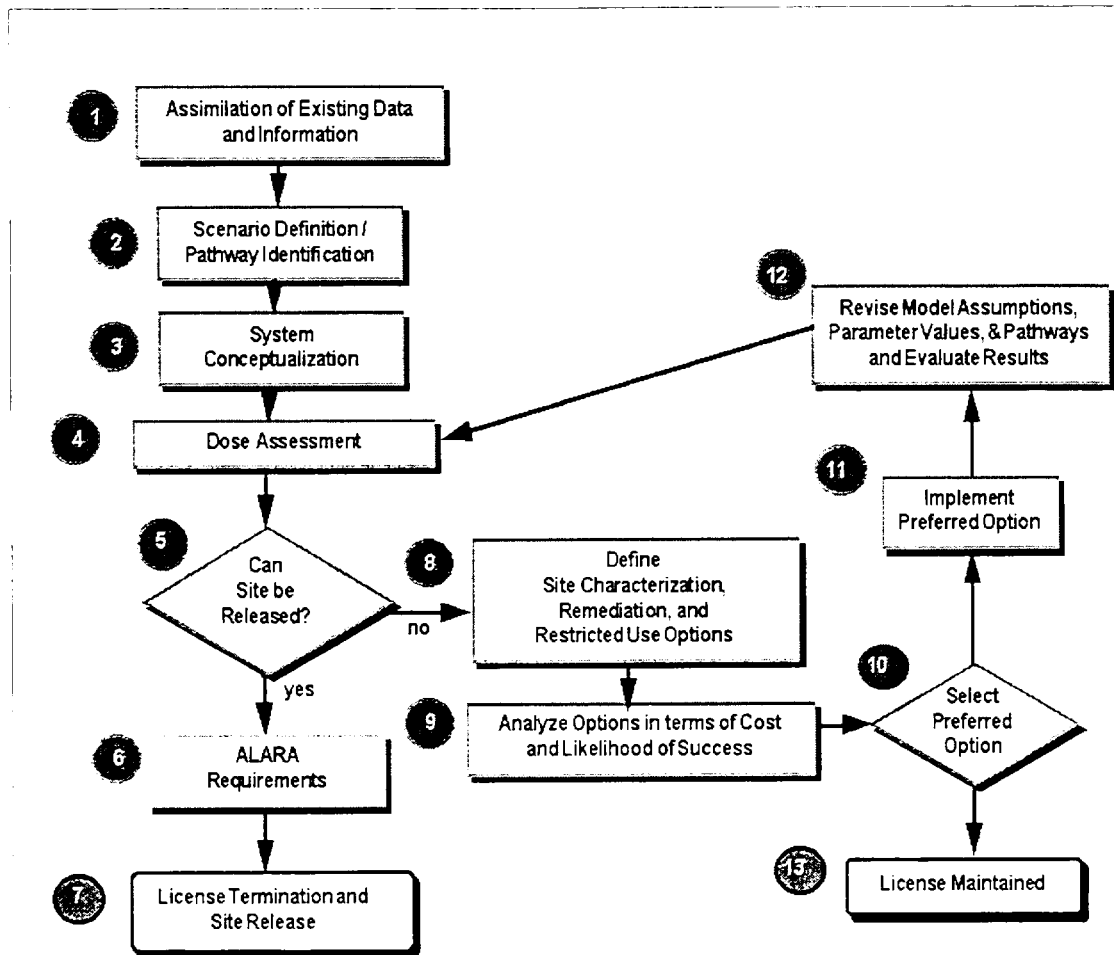 1
Assimilation of Existing Data
and Information
2
Scenario Definition /
Pathway Identification
3
System
Conceptualization
4
Dose Assessment
5
Can
Site be
Released?
no
yes
6
ALARA
Requirements
7
License Termination and
Site Release
8
Define
Site Characterization,
Remediation, and
Restricted Use Options
9
Analyze Options in terms of Cost
and Likelihood of Success
10
Select
Preferred
Option
11
Implement
Preferred Option
12
Revise Model Assumptions,
Parameter Values, & Pathways
and Evaluate Results
13
License Maintained